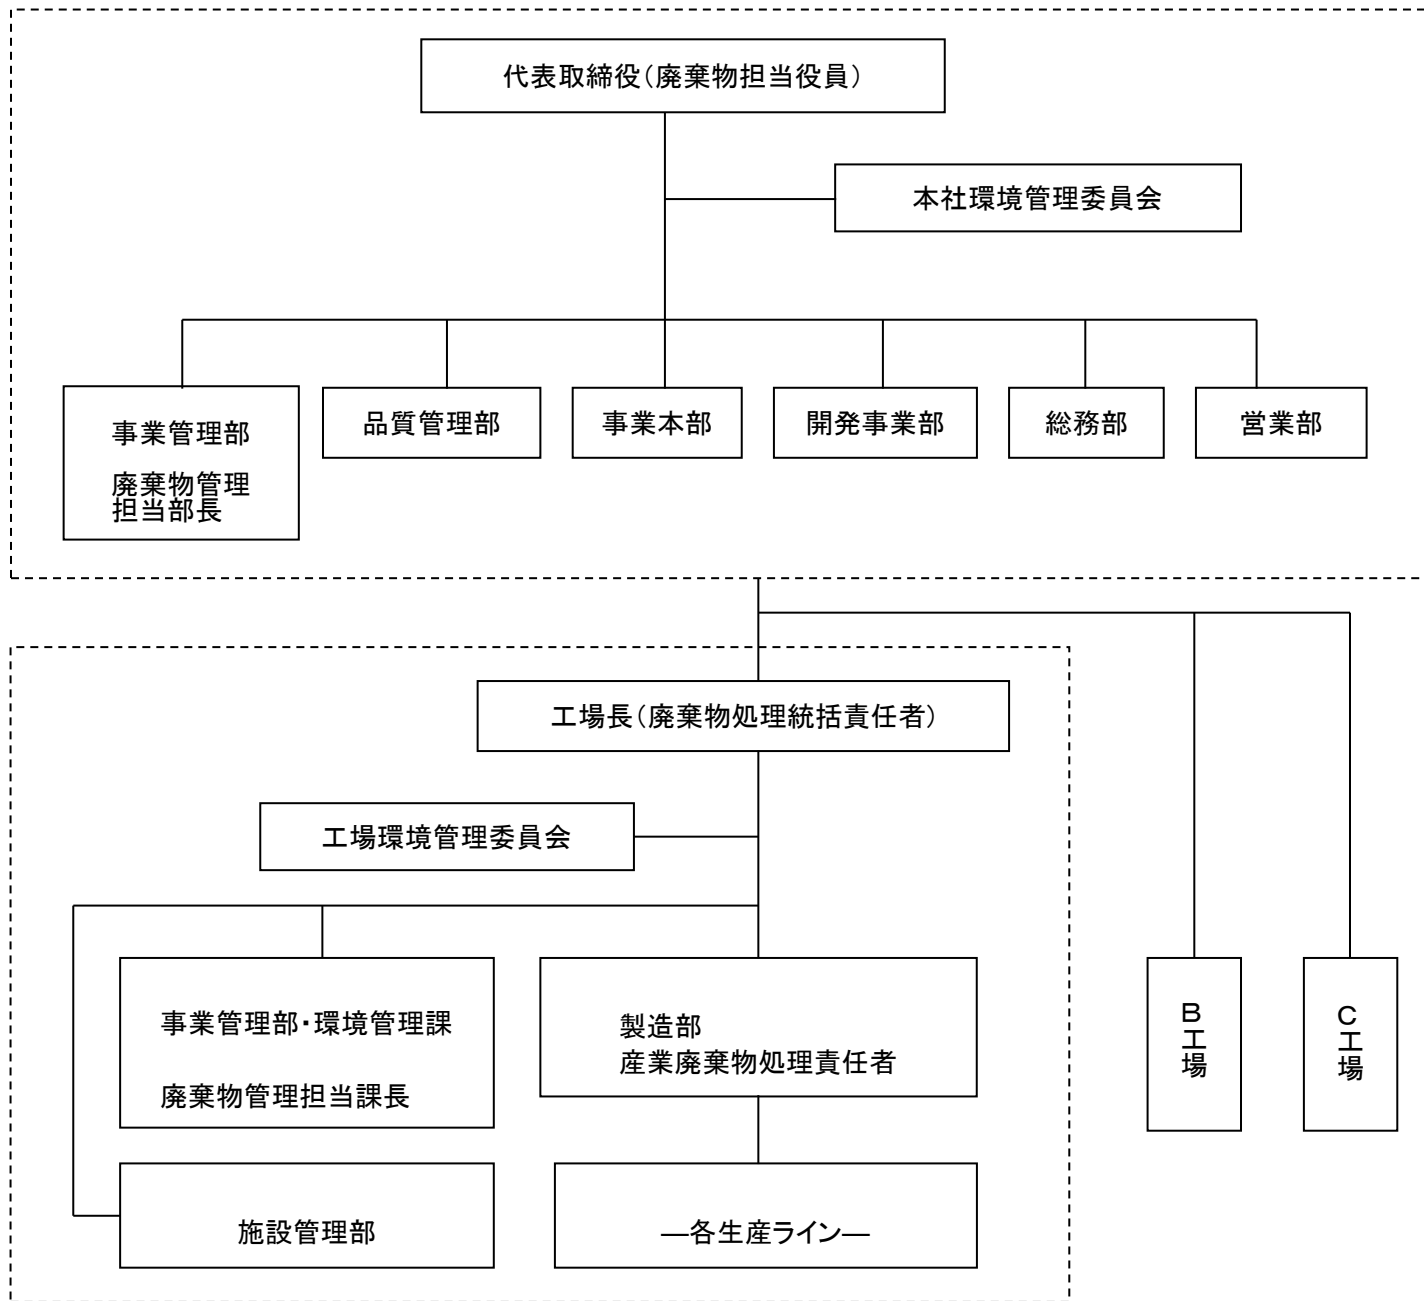 代表取締役（廃棄物担当役員）
本社環境管理委員会
事業管理部
廃棄物管理
担当部長
品質管理部
事業本部
開発事業部
総務部
営業部
工場長（廃棄物処理統括責任者）
工場環境管理委員会
事業管理部・環境管理課
廃棄物管理担当課長
製造部
産業廃棄物処理責任者
B工場
C工場
施設管理部
―各生産ライン―